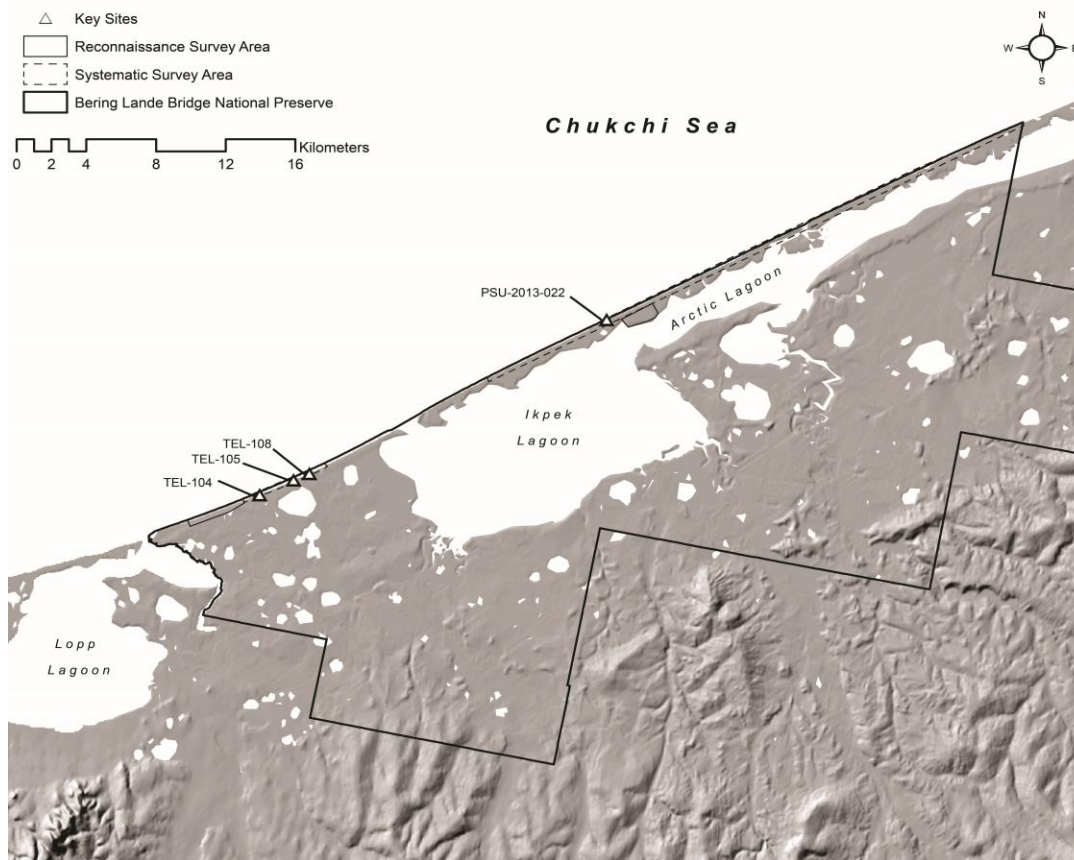 Key Sites
Reconnaissance Survey Area
Systematic Survey Area
Bering Lande Bridge National Preserve
Kilometers
0 2 4 8 12 16
N
W E
S
Chukchi Sea
PSU-2013-022
Arctic Lagoon
Ikpek
Lagoon
TEL-108
TEL-105
TEL-104
Lopp
Lagoon